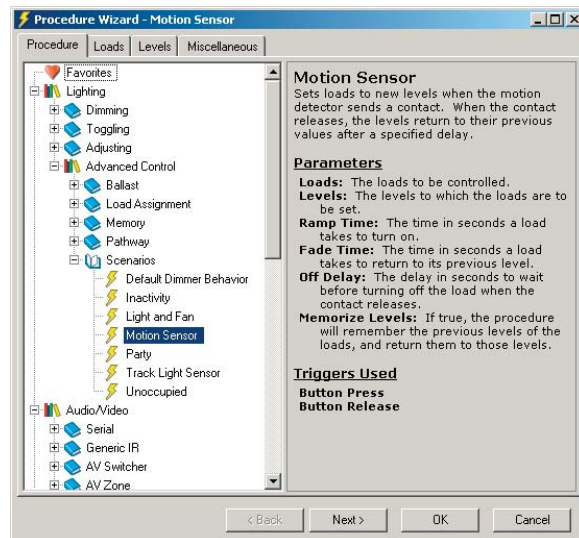 Procedure Wizard - Motion Sensor
Procedure Loads Levels Miscellaneous
Favorites
Lighting
Dimming
Toggling
Adjusting
Advanced Control
Ballast
Load Assignment
Memory
Pathway
Scenarios
Default Dimmer Behavior
Inactivity
Light and Fan
Motion Sensor
Party
Track Light Sensor
Unoccupied
Audio/Video
Serial
Generic IR
AV Switcher
AV Zone
Motion Sensor
Sets loads to new levels when the motion
detector sends a contact. When the contact
releases, the levels return to their previous
values after a specified delay.
Parameters
Loads: The loads to be controlled.
Levels: The levels to which the loads are to
be set.
Ramp Time: The time in seconds a load
takes to turn on.
Fade Time: The time in seconds a load
takes to return to its previous level.
Off Delay: The delay in seconds to wait
before turning off the load when the
contact releases.
Memorize Levels: If true, the procedure
will remember the previous levels of the
loads, and return them to those levels.
Triggers Used
Button Press
Button Release
< Back Next > OK Cancel